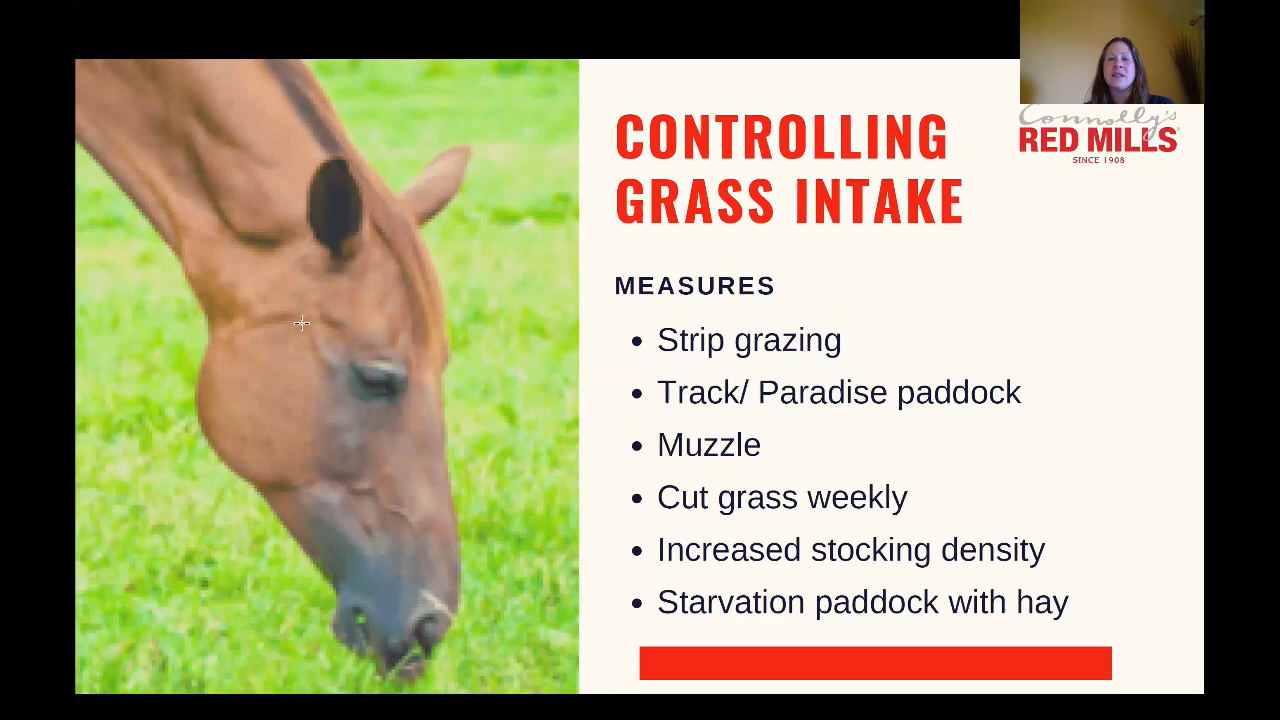 Connolly's
RED MILLS
SINCE 1908
CONTROLLING
GRASS INTAKE
MEASURES
• Strip grazing
• Track/ Paradise paddock
• Muzzle
• Cut grass weekly
• Increased stocking density
• Starvation paddock with hay